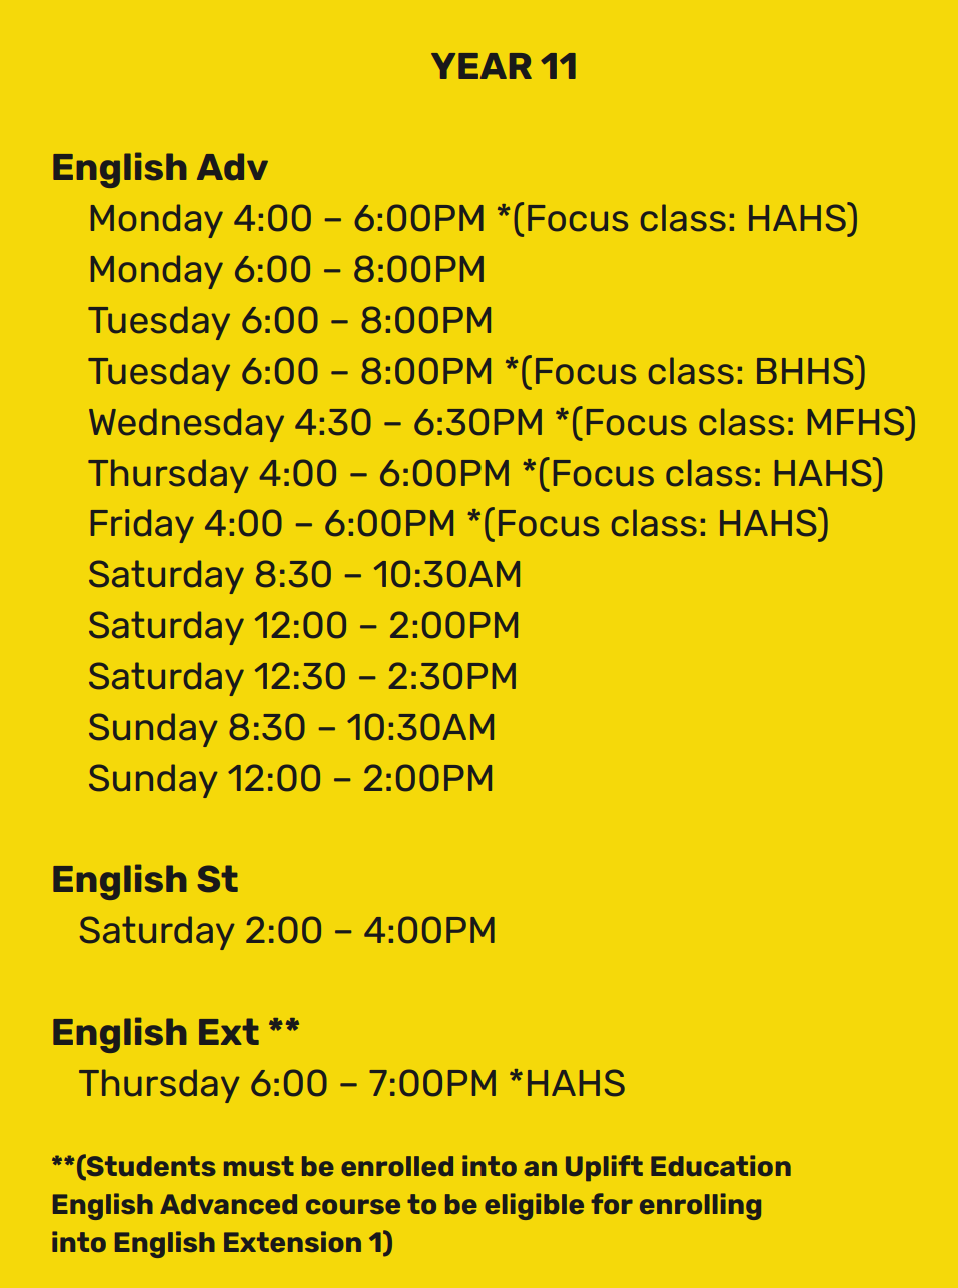 YEAR 11
English Adv
Monday 4:00 – 6:00PM *(Focus class: HAHS)
Monday 6:00 – 8:00PM
Tuesday 6:00 – 8:00PM
Tuesday 6:00 – 8:00PM *(Focus class: BHHS)
Wednesday 4:30 – 6:30PM *(Focus class: MFHS)
Thursday 4:00 – 6:00PM *(Focus class: HAHS)
Friday 4:00 – 6:00PM *(Focus class: HAHS)
Saturday 8:30 – 10:30AM
Saturday 12:00 – 2:00PM
Saturday 12:30 – 2:30PM
Sunday 8:30 – 10:30AM
Sunday 12:00 – 2:00PM
English St
Saturday 2:00 – 4:00PM
English Ext **
Thursday 6:00 – 7:00PM *HAHS
**(Students must be enrolled into an Uplift Education
English Advanced course to be eligible for enrolling
into English Extension 1)